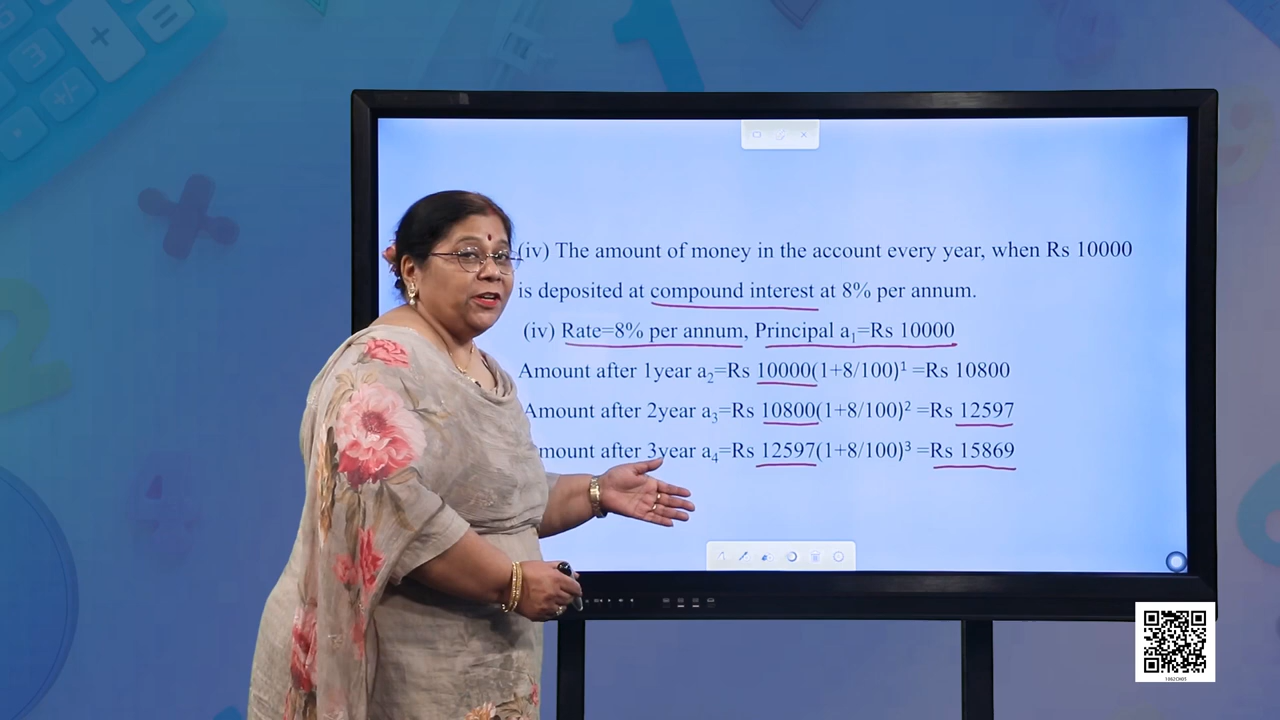 (iv) The amount of money in the account every year, when Rs 10000
is deposited at compound interest at 8% per annum.
(iv) Rate=8% per annum, Principal a₁=Rs 10000
Amount after 1year a₂=Rs 10000(1+8/100)¹ =Rs 10800
Amount after 2year a₃=Rs 10800(1+8/100)² =Rs 12597
mount after 3year a₄=Rs 12597(1+8/100)³ =Rs 15869
1062CH05